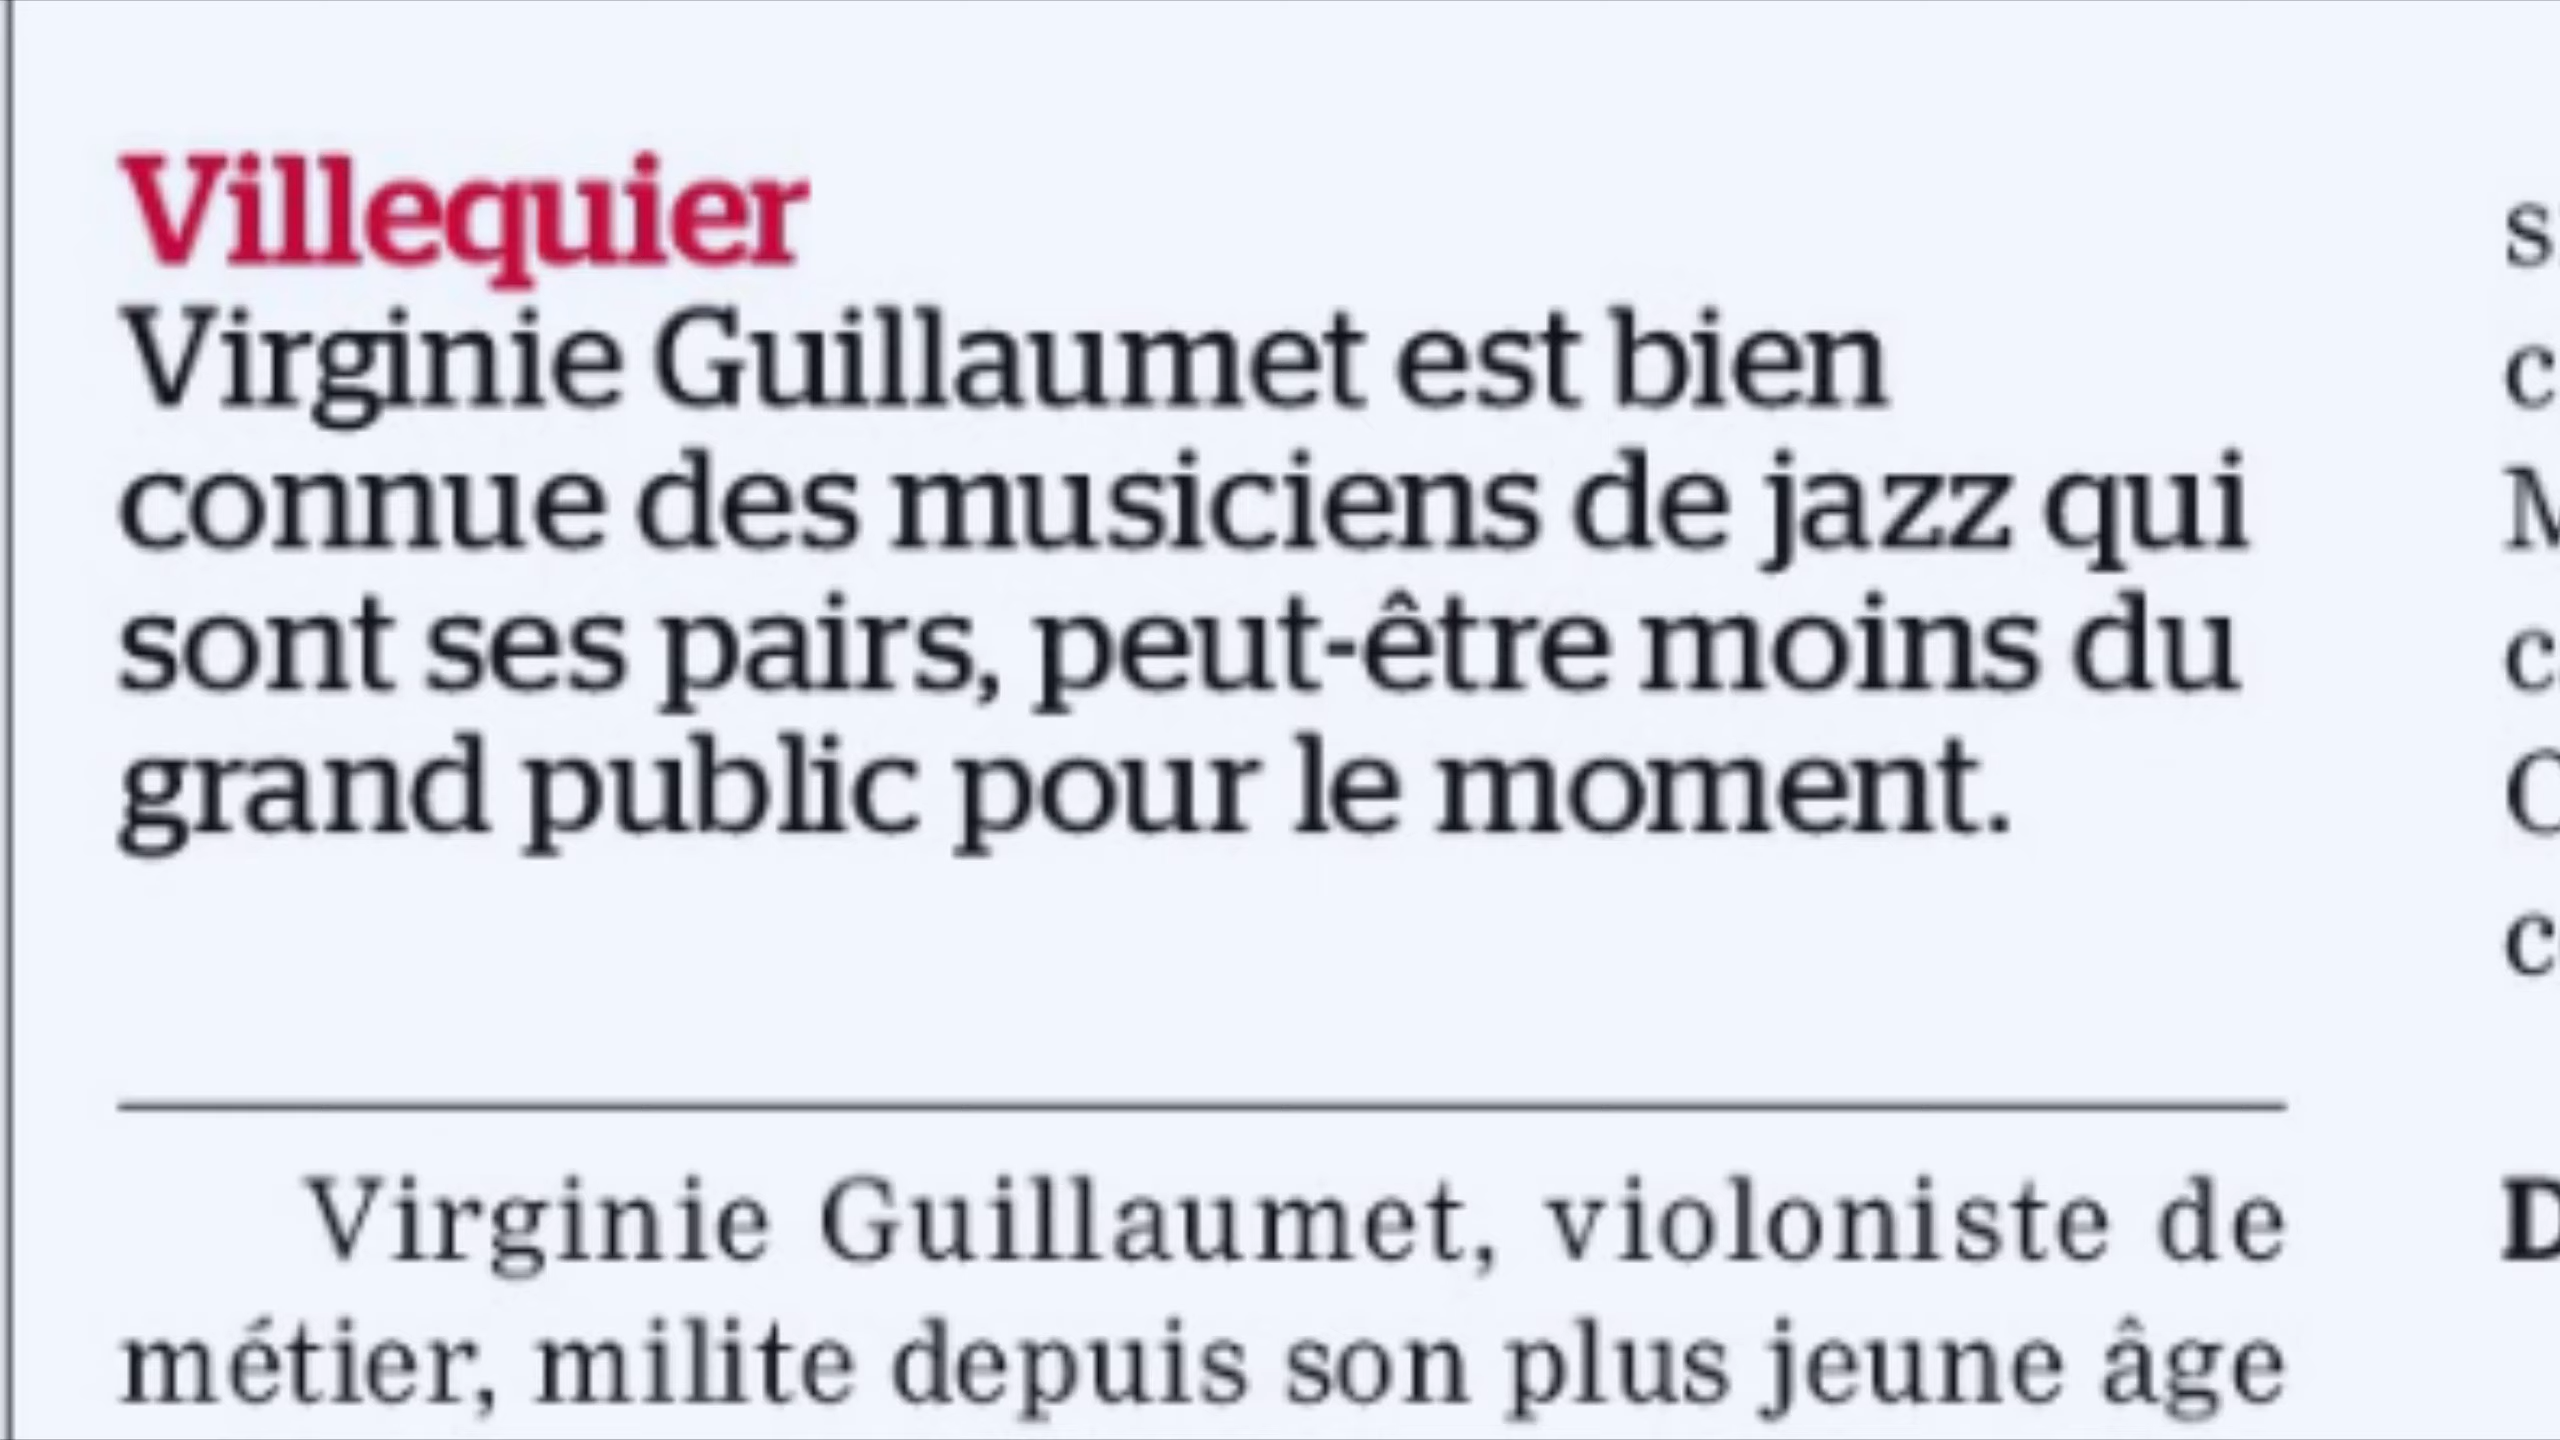 Villequier
Virginie Guillaumet est bien
connue des musiciens de jazz qui
sont ses pairs, peut-être moins du
grand public pour le moment.
Virginie Guillaumet, violoniste de
métier, milite depuis son plus jeune âge